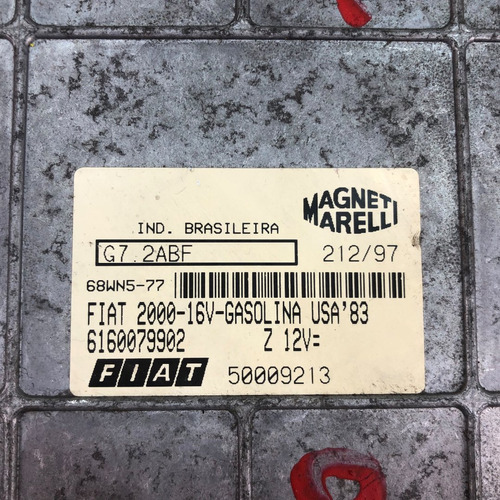 MAGNETI
MARELLI
IND. BRASILEIRA
G7.2ABF 212/97
68WN5-77
FIAT 2000-16V-GASOLINA USA'83
6160079902 Z 12V=
FIAT 50009213